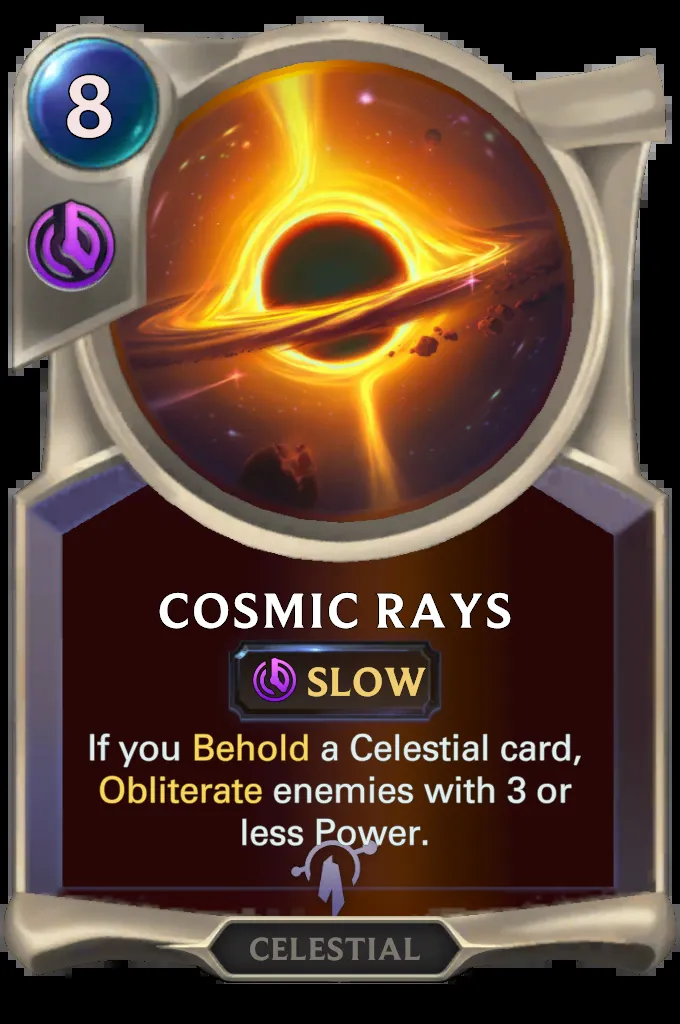 8
COSMIC RAYS
SLOW
If you Behold a Celestial card,
Obliterate enemies with 3 or
less Power.
CELESTIAL